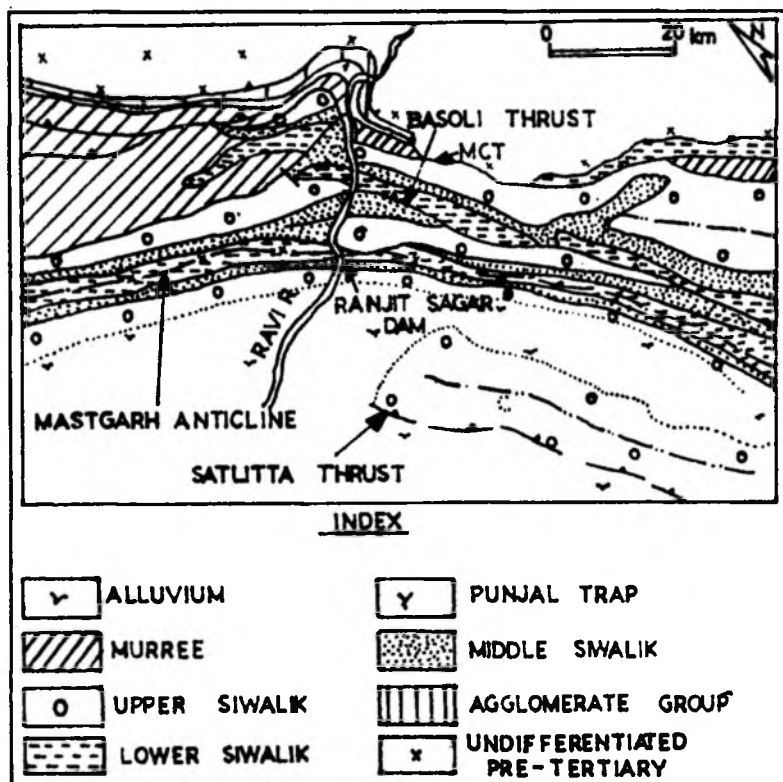 0 20
km
N
BASOLI THRUST
MCT
RANJIT SAGAR
DAM
RAVI R.
MASTGARH ANTICLINE
SATLITTA THRUST
INDEX
ALLUVIUM
PUNJAL TRAP
MURREE
MIDDLE SIWALIK
UPPER SIWALIK
AGGLOMERATE GROUP
LOWER SIWALIK
UNDIFFERENTIATED
PRE-TERTIARY